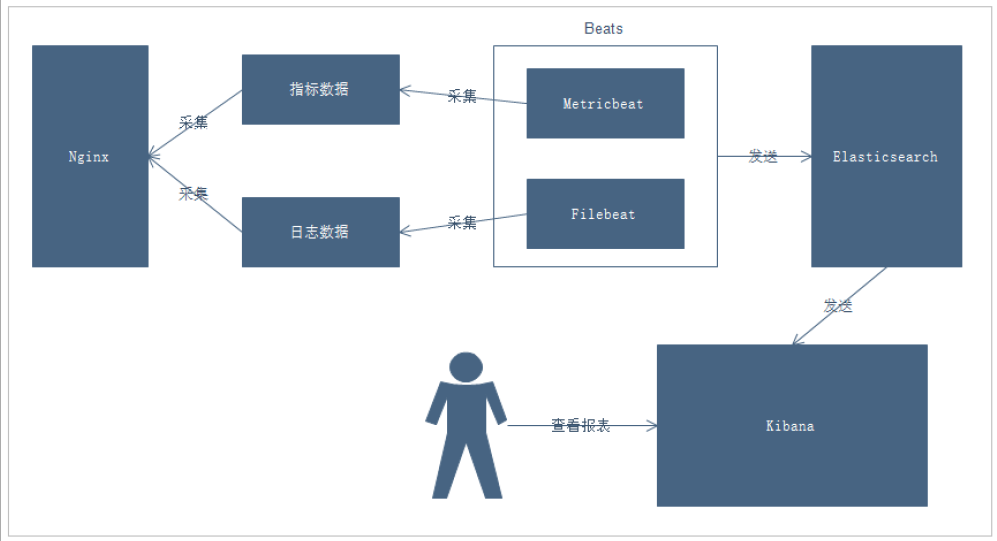 Beats
指标数据
Metricbeat
采集
采集
Nginx
发送
Elasticsearch
采集
采集
Filebeat
日志数据
发送
查看报表
Kibana